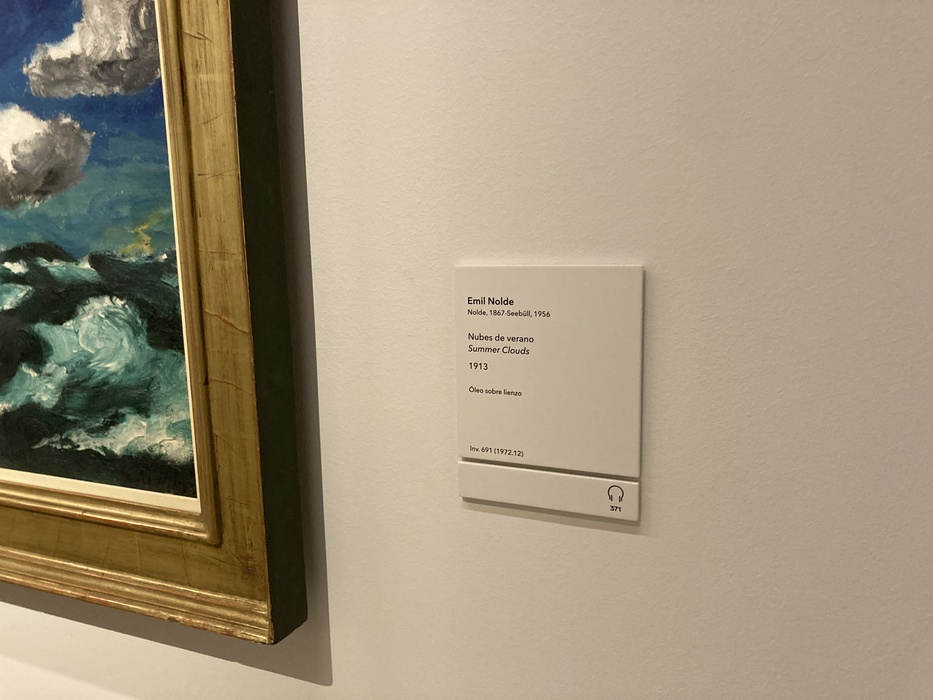 Emil Nolde
Nolde, 1867-Seebüll, 1956
Nubes de verano
Summer Clouds
1913
Óleo sobre lienzo
Inv. 691 (1972.12)
371